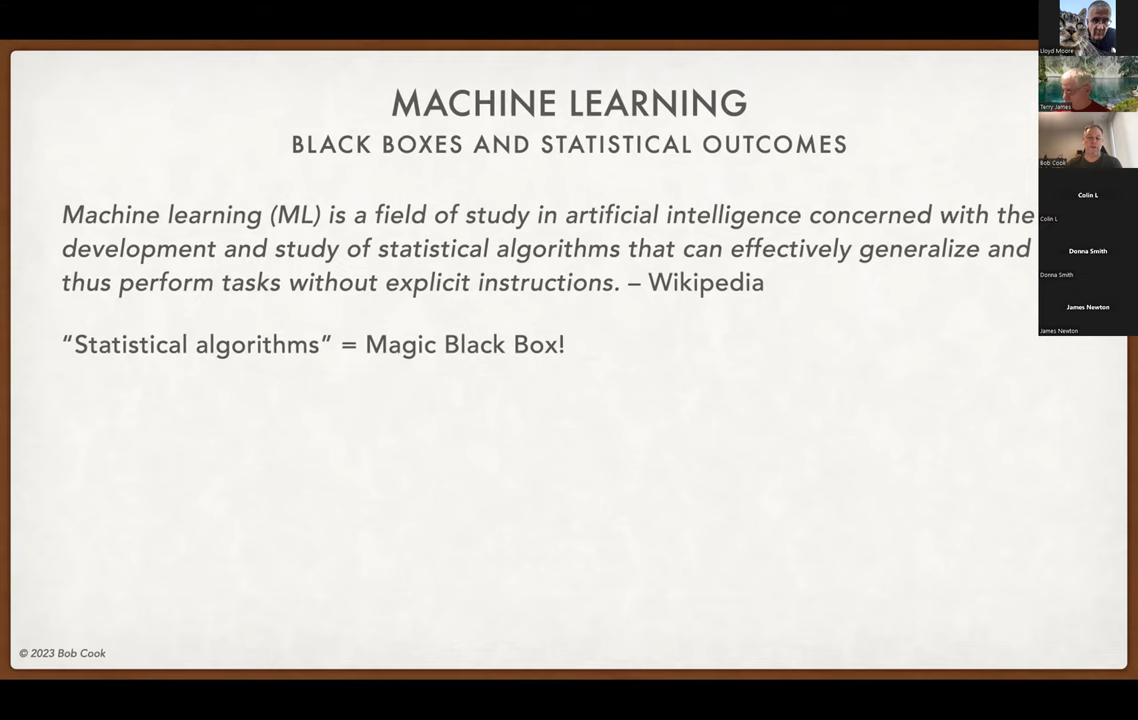 MACHINE LEARNING
BLACK BOXES AND STATISTICAL OUTCOMES
Machine learning (ML) is a field of study in artificial intelligence concerned with the
development and study of statistical algorithms that can effectively generalize and
thus perform tasks without explicit instructions. – Wikipedia
“Statistical algorithms” = Magic Black Box!
© 2023 Bob Cook
Lloyd Moore
Terry James
Bob Cook
Colin L
Colin L
Donna Smith
Donna Smith
James Newton
James Newton